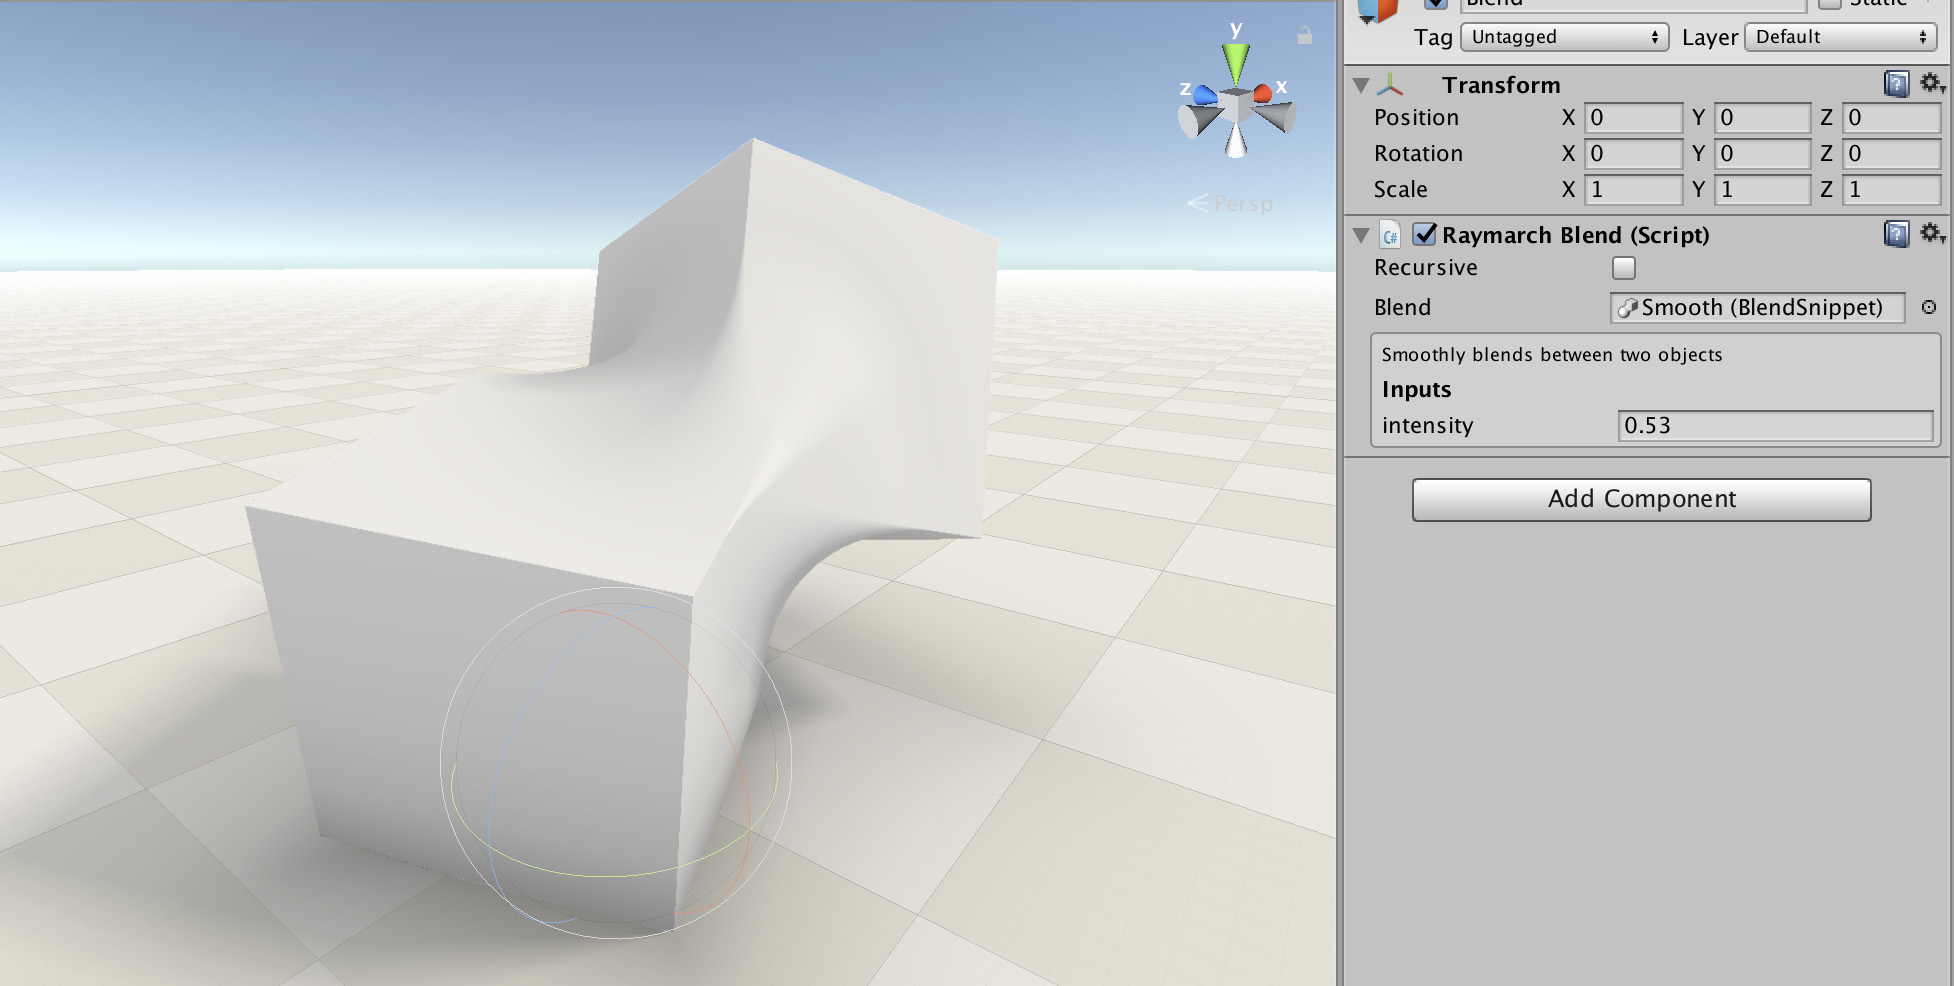 y
z
x
Persp
Blend
Static
Tag Untagged Layer Default
Transform
Position X 0 Y 0 Z 0
Rotation X 0 Y 0 Z 0
Scale X 1 Y 1 Z 1
C# Raymarch Blend (Script)
Recursive
Blend Smooth (BlendSnippet)
Smoothly blends between two objects
Inputs
intensity 0.53
Add Component